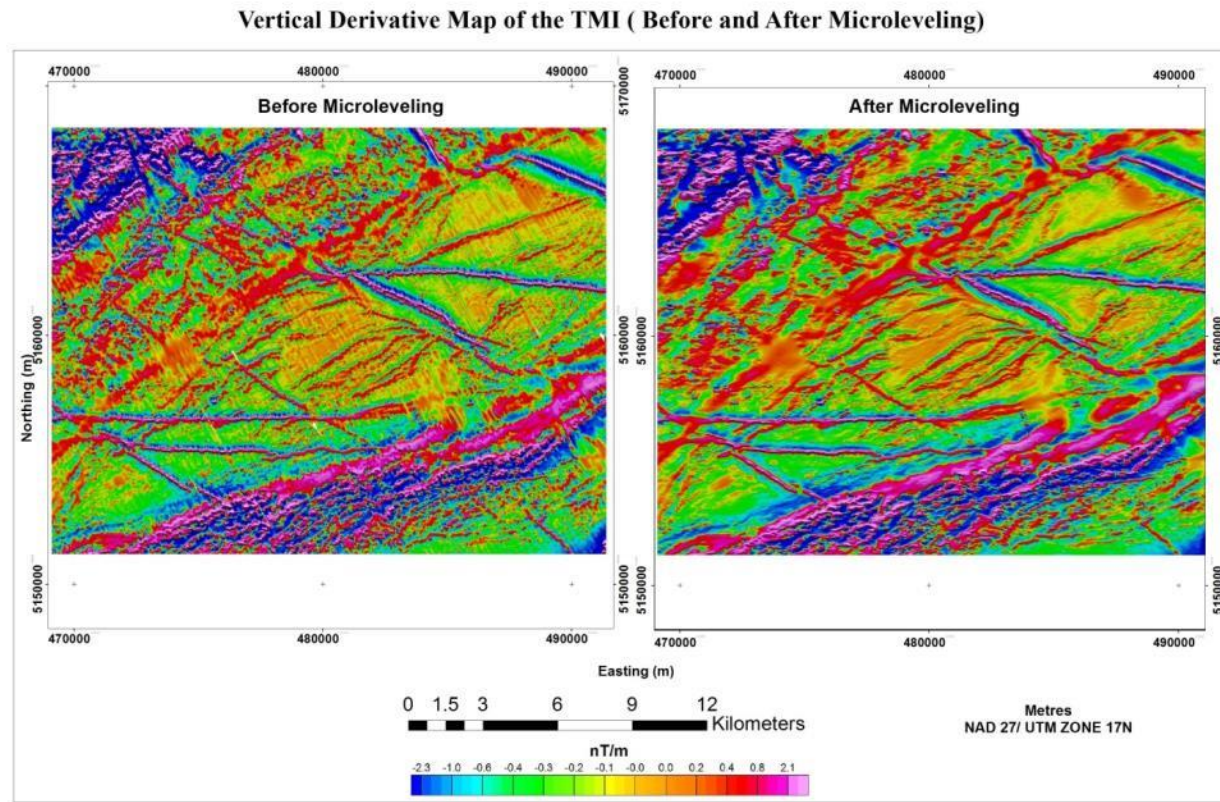 Vertical Derivative Map of the TMI ( Before and After Microleveling)
470000 480000 490000 470000 480000 490000
5170000
Before Microleveling
After Microleveling
5160000 5160000 5160000
Northing (m)
5150000 5150000 5150000
470000 480000 490000 470000 480000 490000
Easting (m)
0 1.5 3 6 9 12
Kilometers
Metres
NAD 27/ UTM ZONE 17N
nT/m
-2.3 -1.0 -0.6 -0.4 -0.3 -0.2 -0.1 -0.0 0.0 0.2 0.4 0.8 2.1